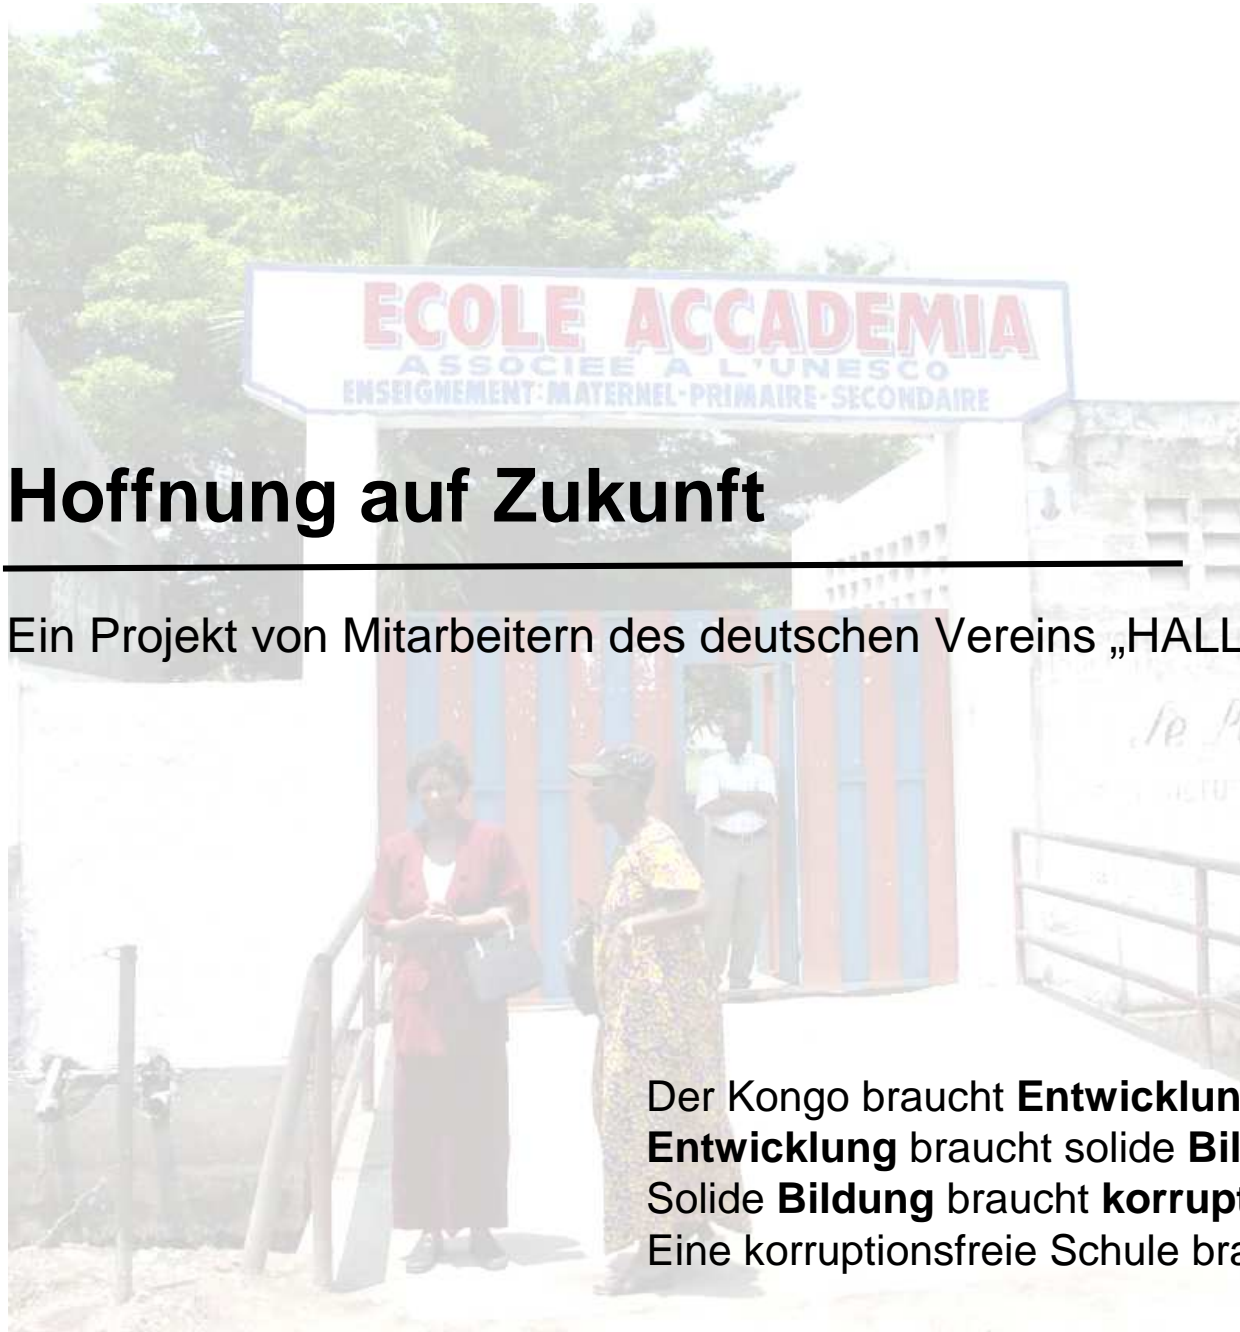 ECOLE ACCADEMIA
ASSOCIEE A L'UNESCO
ENSEIGNEMENT: MATERNEL-PRIMAIRE-SECONDAIRE
Hoffnung auf Zukunft
Ein Projekt von Mitarbeitern des deutschen Vereins „HALL
Der Kongo braucht Entwicklun
Entwicklung braucht solide Bil
Solide Bildung braucht korrupt
Eine korruptionsfreie Schule bra